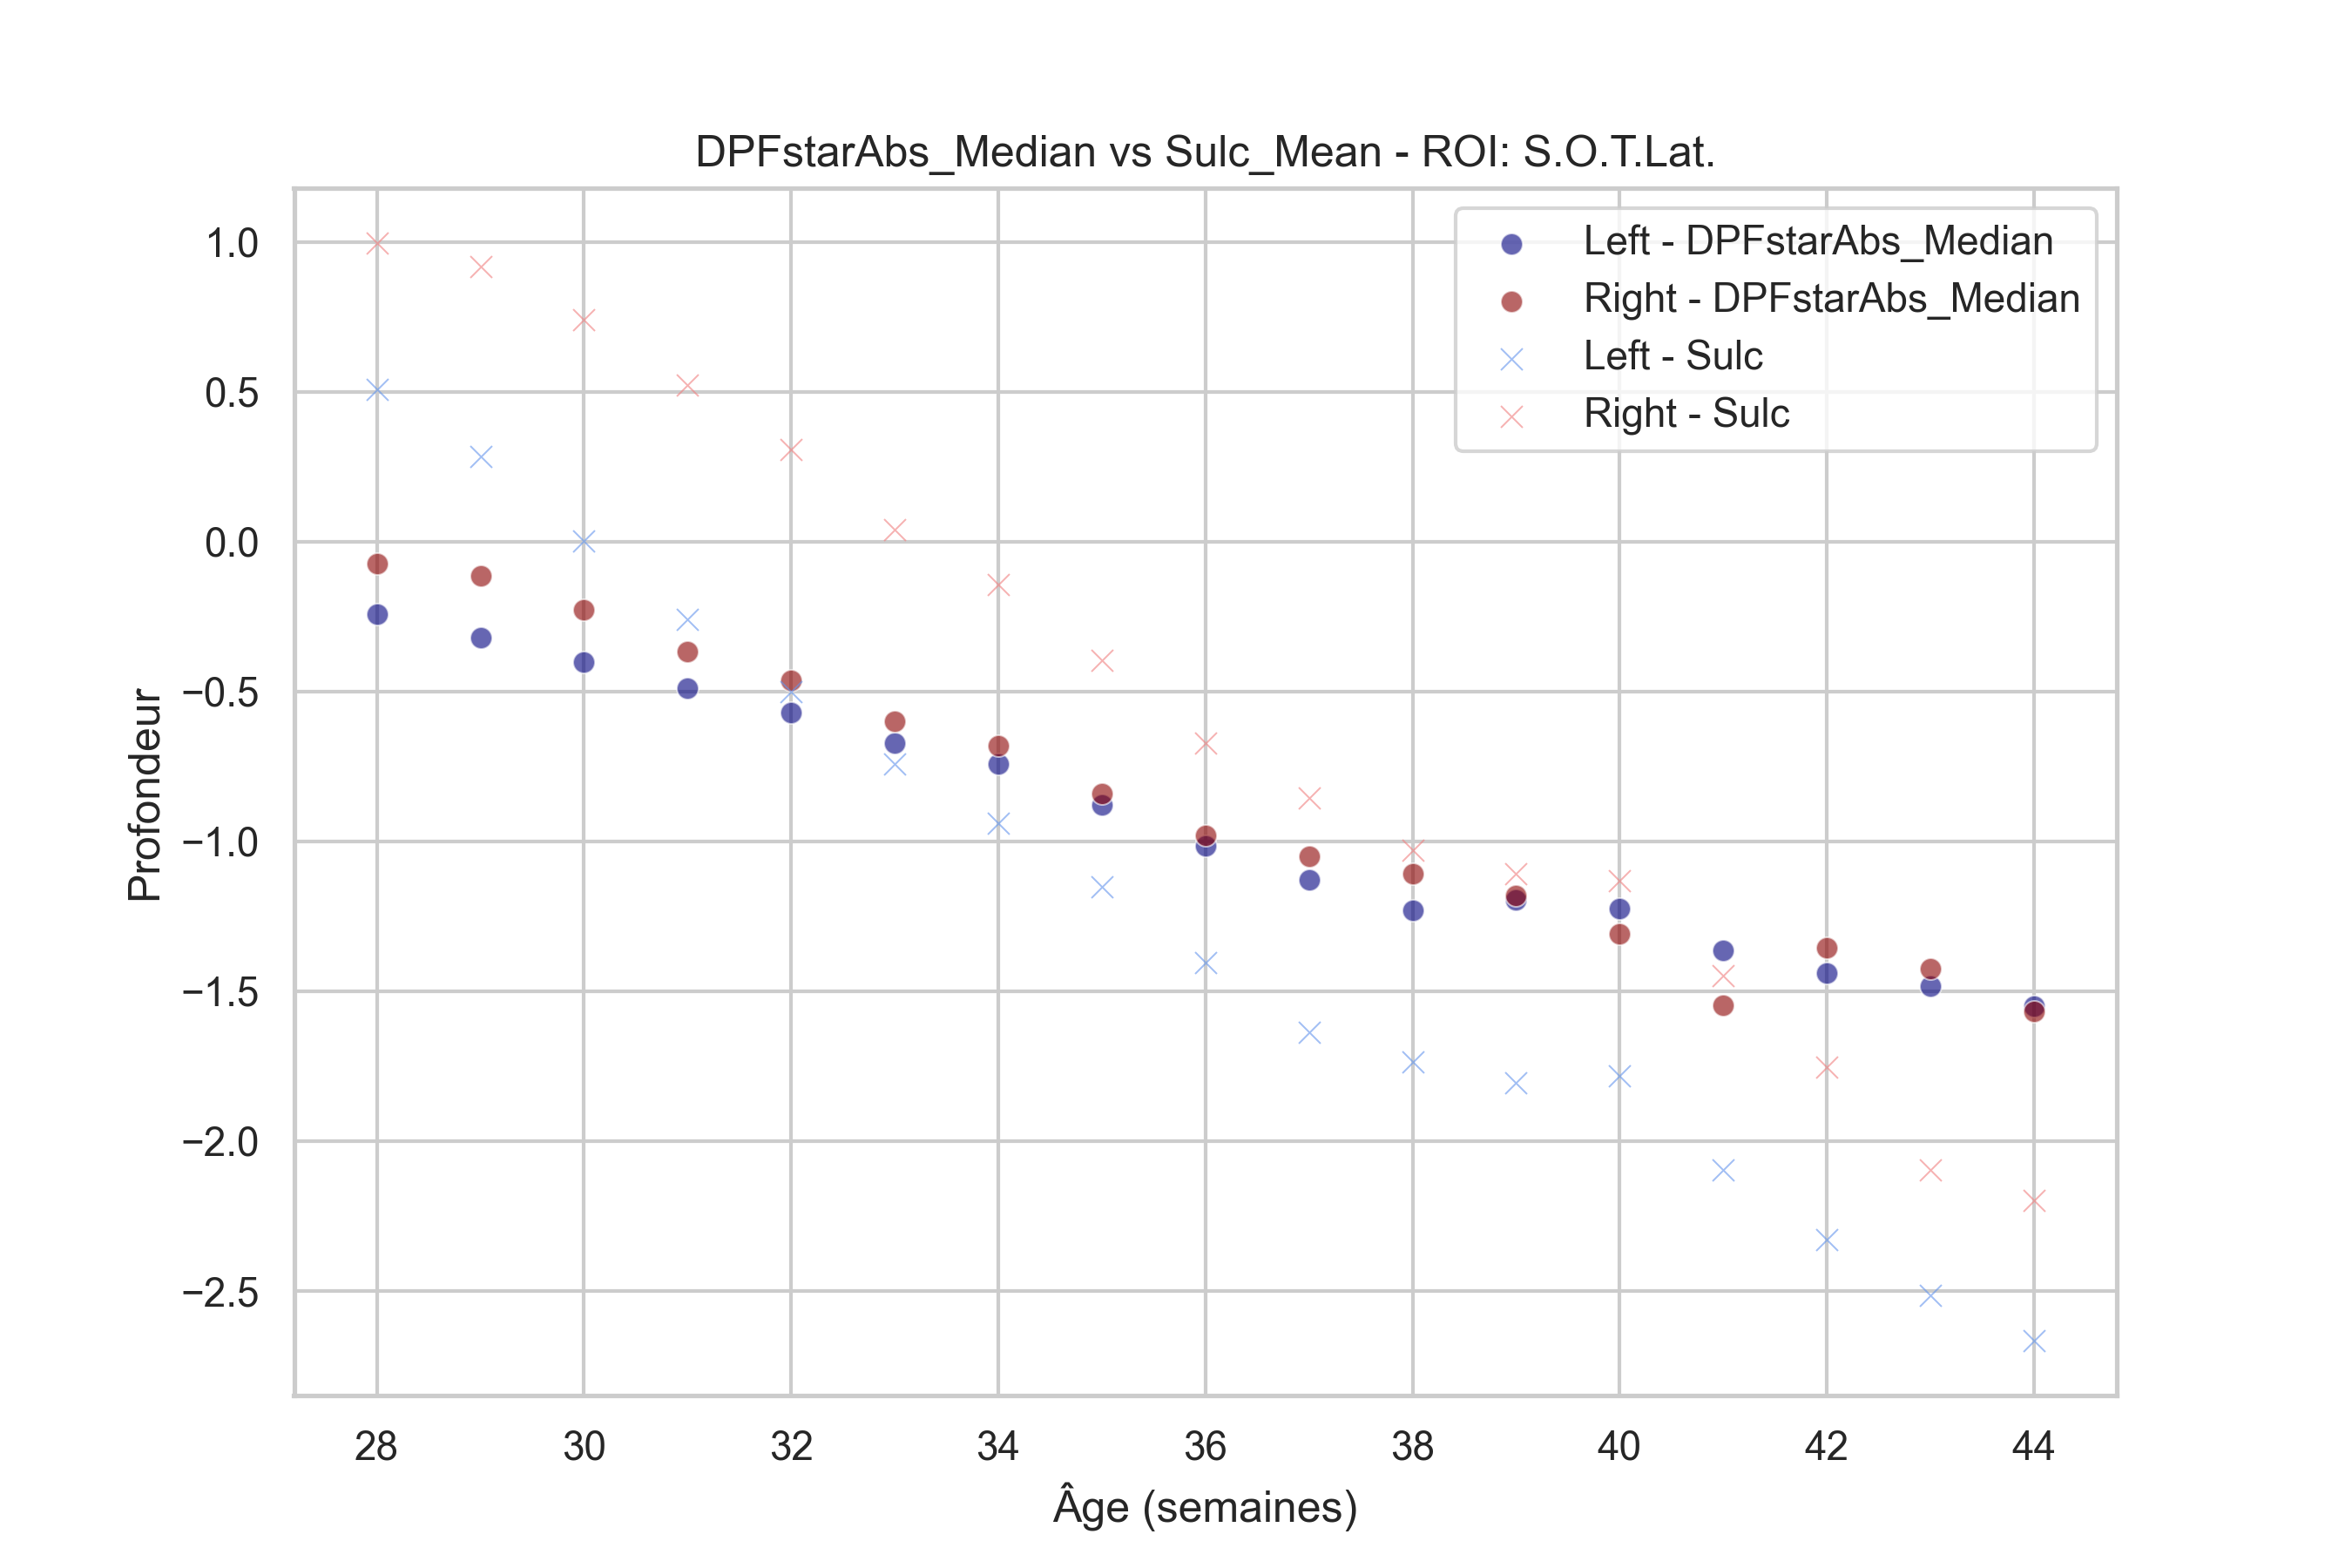 DPFstarAbs_Median vs Sulc_Mean - ROI: S.O.T.Lat.
Left - DPFstarAbs_Median
Right - DPFstarAbs_Median
Left - Sulc
Right - Sulc
1.0
0.5
0.0
−0.5
−1.0
−1.5
−2.0
−2.5
Profondeur
28 30 32 34 36 38 40 42 44
Âge (semaines)